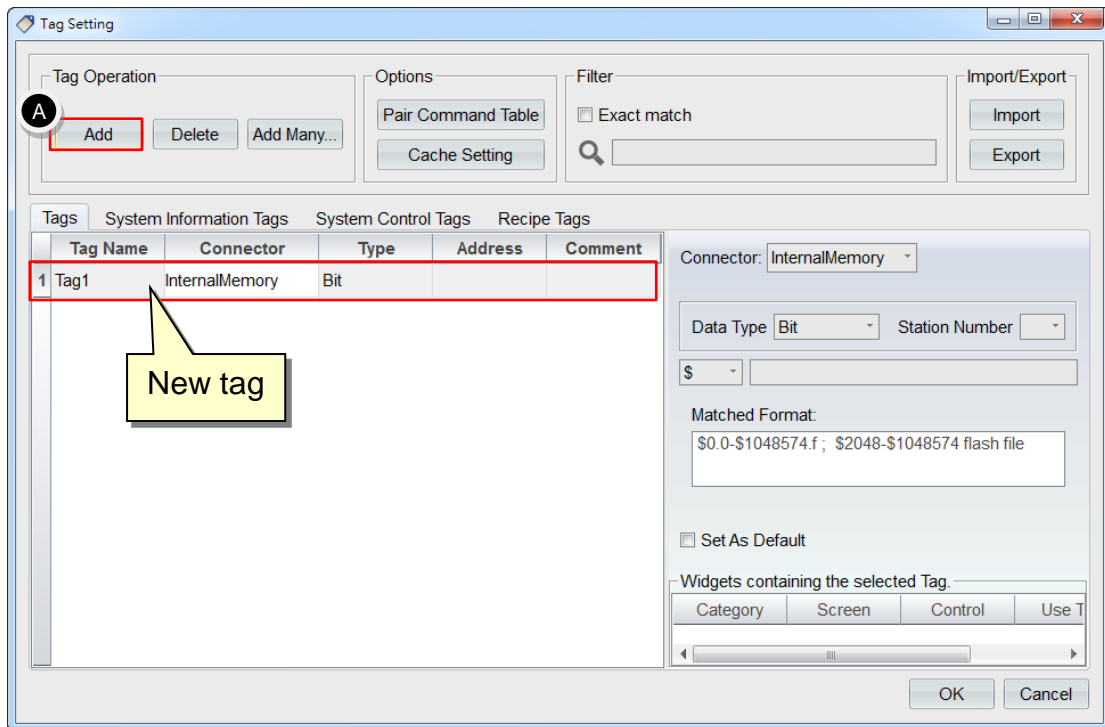 Tag Setting
Tag Operation
Options
Filter
Import/Export
A
Add
Delete
Add Many...
Pair Command Table
Cache Setting
Exact match
Import
Export
Tags
System Information Tags
System Control Tags
Recipe Tags
Tag Name
Connector
Type
Address
Comment
1 Tag1 InternalMemory Bit
New tag
Connector: InternalMemory
Data Type Bit Station Number
$
Matched Format:
$0.0-$1048574.f ; $2048-$1048574 flash file
Set As Default
Widgets containing the selected Tag.
Category
Screen
Control
Use T
OK
Cancel